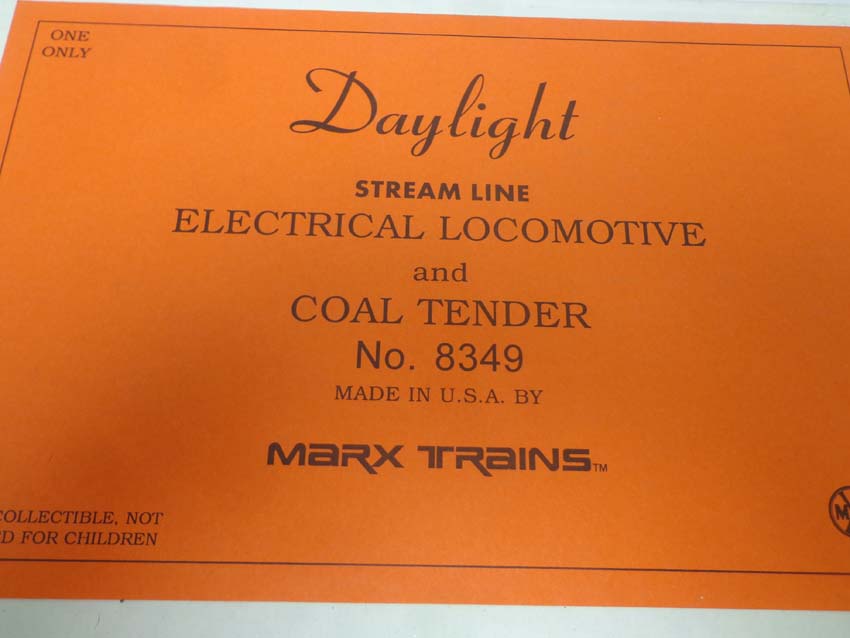 ONE
ONLY
Daylight
STREAM LINE
ELECTRICAL LOCOMOTIVE
and
COAL TENDER
No. 8349
MADE IN U.S.A. BY
MARX TRAINS™
COLLECTIBLE, NOT
FOR CHILDREN